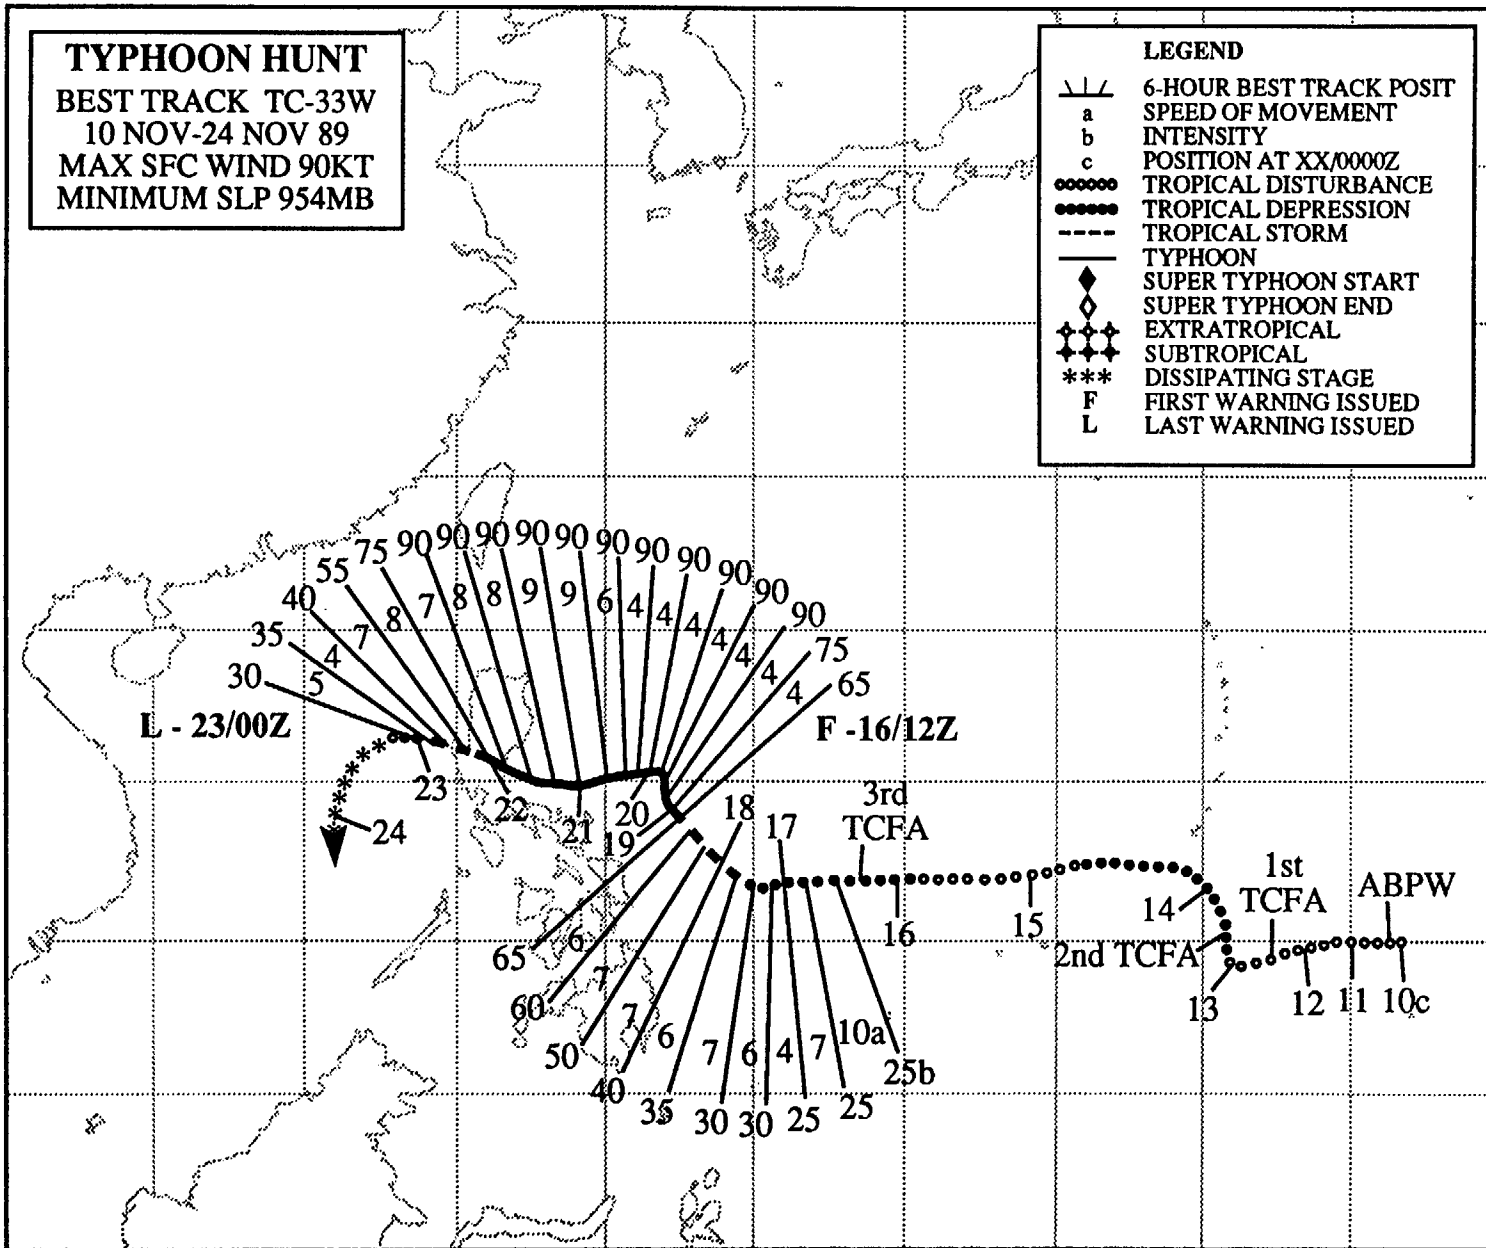 TYPHOON HUNT
BEST TRACK TC-33W
10 NOV-24 NOV 89
MAX SFC WIND 90KT
MINIMUM SLP 954MB
LEGEND
6-HOUR BEST TRACK POSIT
a SPEED OF MOVEMENT
b INTENSITY
c POSITION AT XX/0000Z
TROPICAL DISTURBANCE
TROPICAL DEPRESSION
TROPICAL STORM
TYPHOON
SUPER TYPHOON START
SUPER TYPHOON END
EXTRATROPICAL
SUBTROPICAL
*** DISSIPATING STAGE
F FIRST WARNING ISSUED
L LAST WARNING ISSUED
30 35 40 55 75 90 90 90 90 90 90 90 90 90 90 90 75 65
5 4 7 8 7 8 8 9 9 6 4 4 4 4 4 4 4
L - 23/00Z
F -16/12Z
23
24
22
21
20
19
18
17
3rd
TCFA
16
15
14
2nd TCFA
1st
TCFA
ABPW
13
12
11
10c
65 60 50 40 35 30 30 25 25 25b
6 7 7 6 7 6 4 7 10a